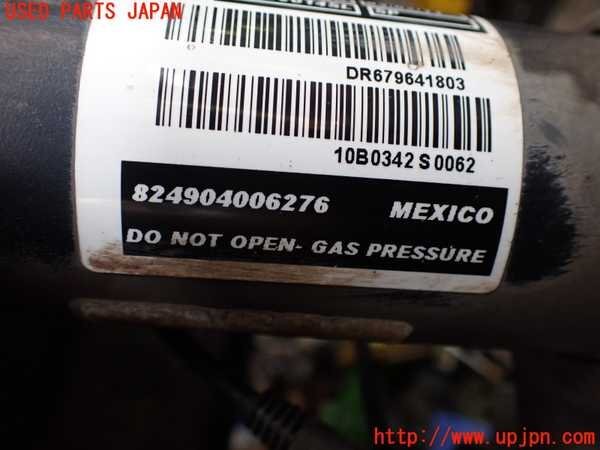 USED PARTS JAPAN
DR679641803
10B0342 S 0062
824904006276 MEXICO
DO NOT OPEN- GAS PRESSURE
http://www.upjpn.com/